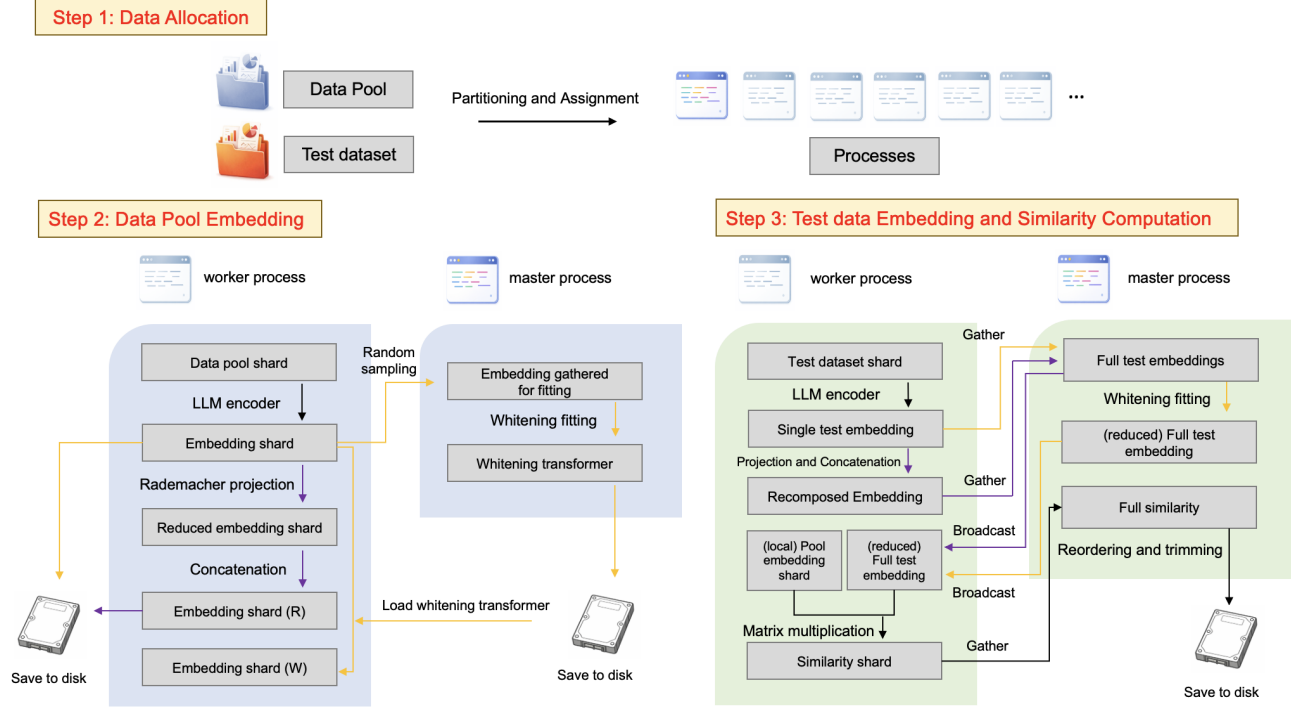 Step 1: Data Allocation
Data Pool
Test dataset
Partitioning and Assignment
...
Processes
Step 2: Data Pool Embedding
worker process
master process
Data pool shard
LLM encoder
Embedding shard
Rademacher projection
Reduced embedding shard
Concatenation
Embedding shard (R)
Embedding shard (W)
Save to disk
Random
sampling
Embedding gathered
for fitting
Whitening fitting
Whitening transformer
Load whitening transformer
Save to disk
Step 3: Test data Embedding and Similarity Computation
worker process
master process
Test dataset shard
LLM encoder
Single test embedding
Projection and Concatenation
Recomposed Embedding
(local) Pool
embedding
shard
(reduced)
Full test
embedding
Matrix multiplication
Similarity shard
Gather
Gather
Broadcast
Broadcast
Gather
Full test embeddings
Whitening fitting
(reduced) Full test
embedding
Full similarity
Reordering and trimming
Save to disk